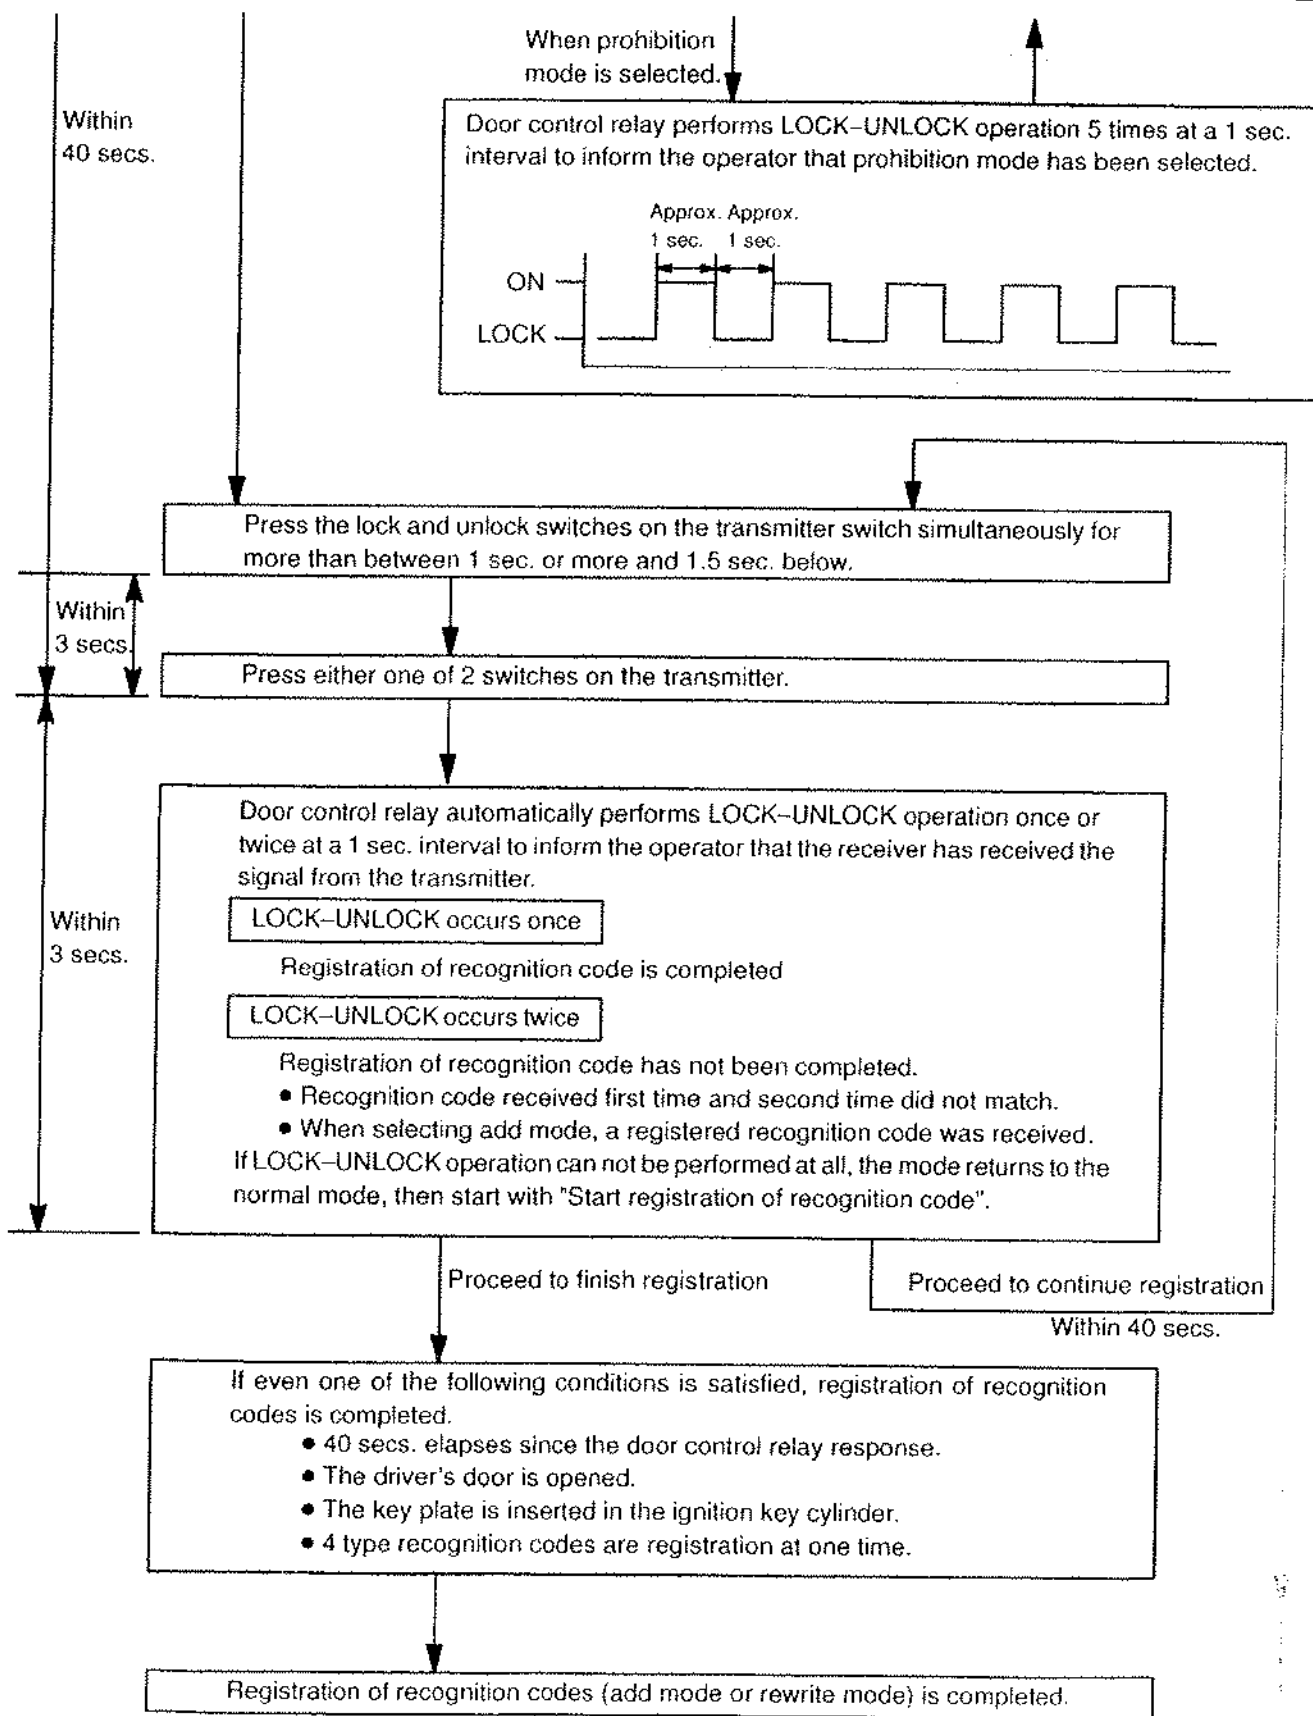 When prohibition
mode is selected.
Within
40 secs.
Door control relay performs LOCK–UNLOCK operation 5 times at a 1 sec.
interval to inform the operator that prohibition mode has been selected.
Approx. Approx.
1 sec. 1 sec.
ON
LOCK
Press the lock and unlock switches on the transmitter switch simultaneously for
more than between 1 sec. or more and 1.5 sec. below.
Within
3 secs.
Press either one of 2 switches on the transmitter.
Door control relay automatically performs LOCK–UNLOCK operation once or
twice at a 1 sec. interval to inform the operator that the receiver has received the
signal from the transmitter.
Within
3 secs.
LOCK–UNLOCK occurs once
Registration of recognition code is completed
LOCK–UNLOCK occurs twice
Registration of recognition code has not been completed.
● Recognition code received first time and second time did not match.
● When selecting add mode, a registered recognition code was received.
If LOCK–UNLOCK operation can not be performed at all, the mode returns to the
normal mode, then start with "Start registration of recognition code".
Proceed to finish registration
Proceed to continue registration
Within 40 secs.
If even one of the following conditions is satisfied, registration of recognition
codes is completed.
● 40 secs. elapses since the door control relay response.
● The driver's door is opened.
● The key plate is inserted in the ignition key cylinder.
● 4 type recognition codes are registration at one time.
Registration of recognition codes (add mode or rewrite mode) is completed.